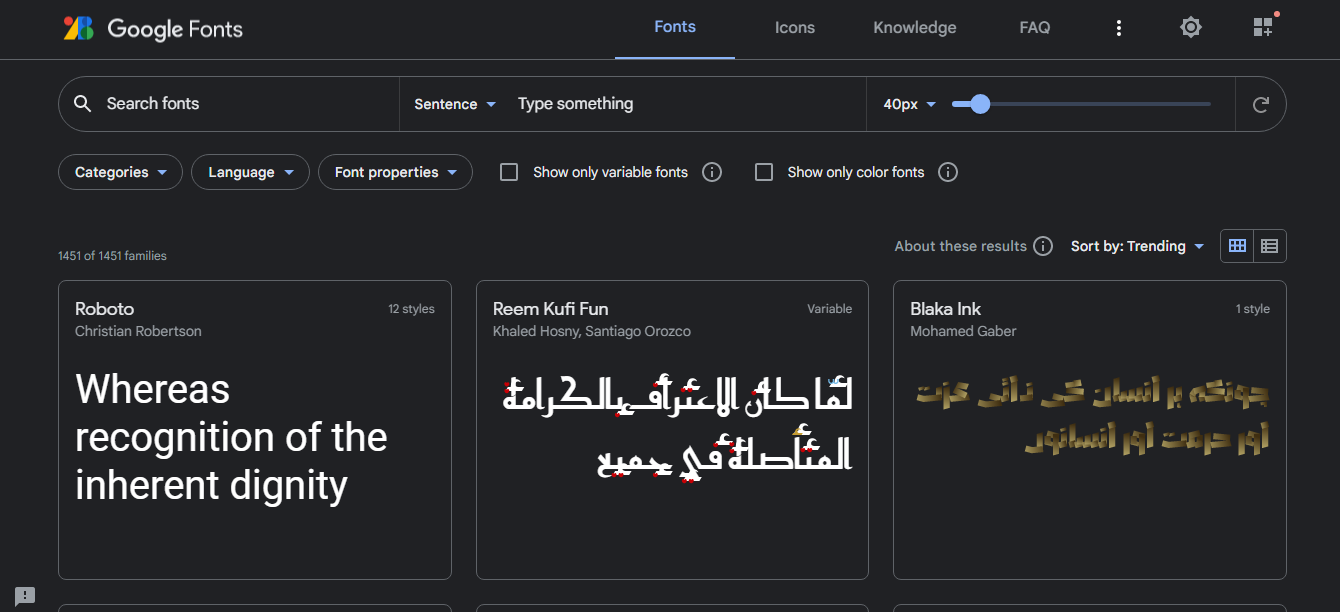 Google Fonts
Fonts
Icons
Knowledge
FAQ
Search fonts
Sentence
Type something
40px
Categories
Language
Font properties
Show only variable fonts
Show only color fonts
1451 of 1451 families
About these results
Sort by: Trending
Roboto
12 styles
Christian Robertson
Whereas
recognition of the
inherent dignity
Reem Kufi Fun
Variable
Khaled Hosny, Santiago Orozco
لمّا كان الاعتراف بالكرامة
المتأصلة في جميع
Blaka Ink
1 style
Mohamed Gaber
چونکہ ہر انسان کی ذاتی عزت
اور حرمت اور انسانوں